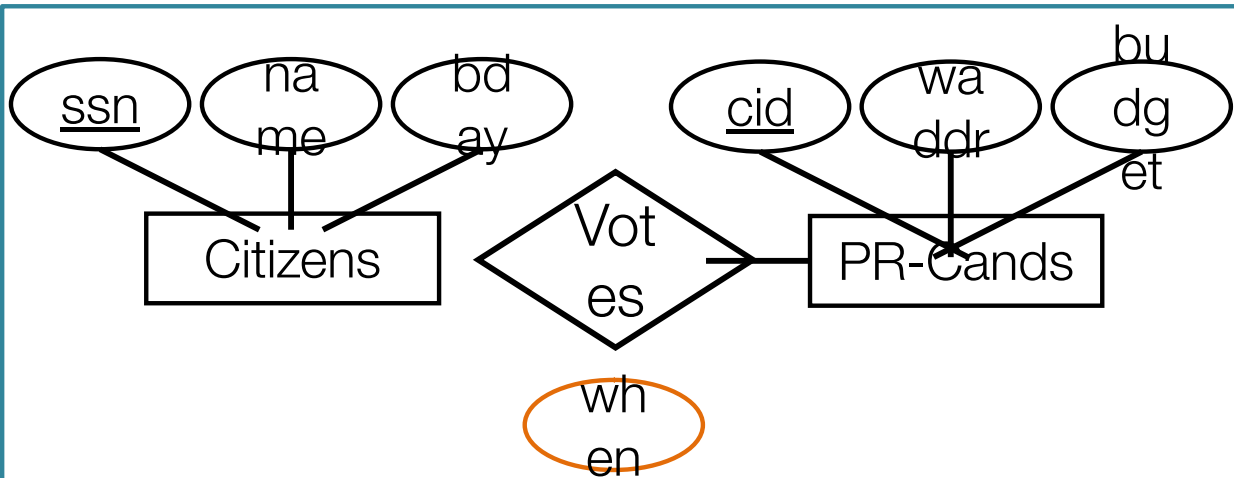 ssn
na
me
bd
ay
cid
wa
ddr
bu
dg
et
Citizens
Vot
es
PR-Cands
wh
en